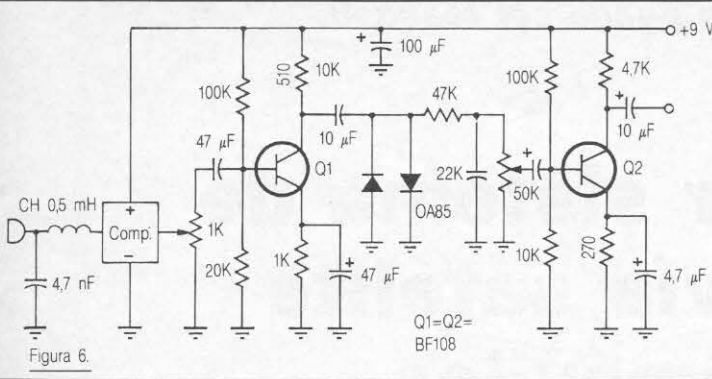 +9 V
100 µF
510
10K
100K
4,7K
100K
47K
10 µF
47 µF
10 µF
Q1
Q2
22K
50K
CH 0,5 mH
+
Comp.
−
1K
OA85
4,7 nF
20K
1K
47 µF
10K
270
4,7 µF
Q1=Q2=
BF108
Figura 6.